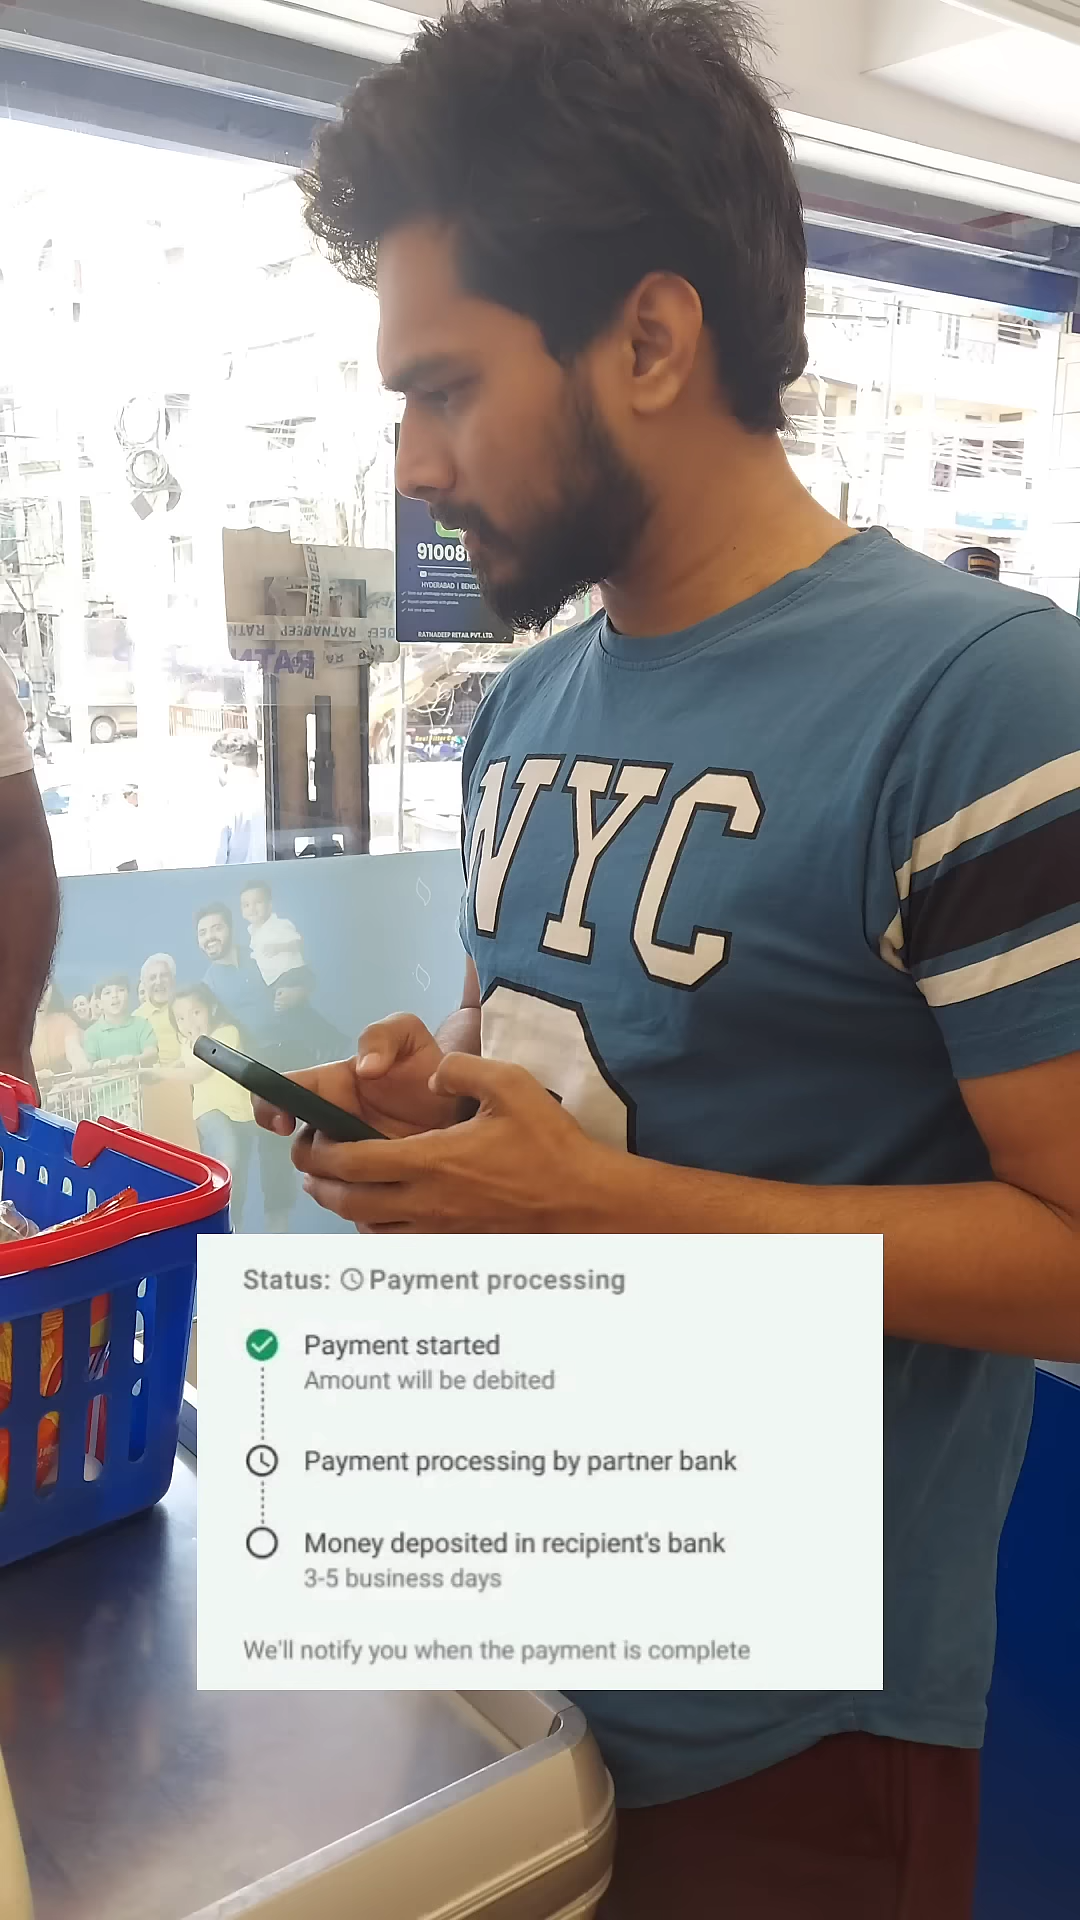 91008
HYDERABAD | BENGA
RATNADEEP RETAIL PVT. LTD.
RATNADEEP
NYC
Status: Payment processing
Payment started
Amount will be debited
Payment processing by partner bank
Money deposited in recipient's bank
3-5 business days
We'll notify you when the payment is complete